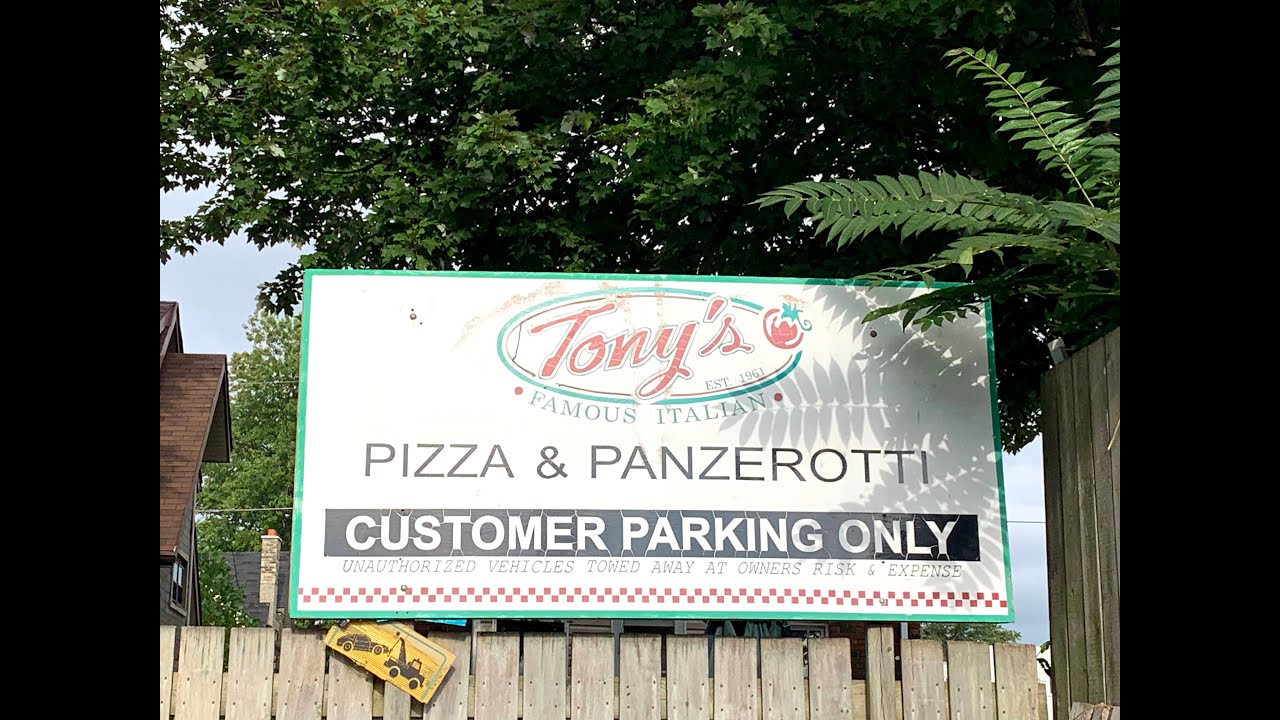 Tony's
EST. 1961
FAMOUS ITALIAN
PIZZA & PANZEROTTI
CUSTOMER PARKING ONLY
UNAUTHORIZED VEHICLES TOWED AWAY AT OWNERS RISK & EXPENSE